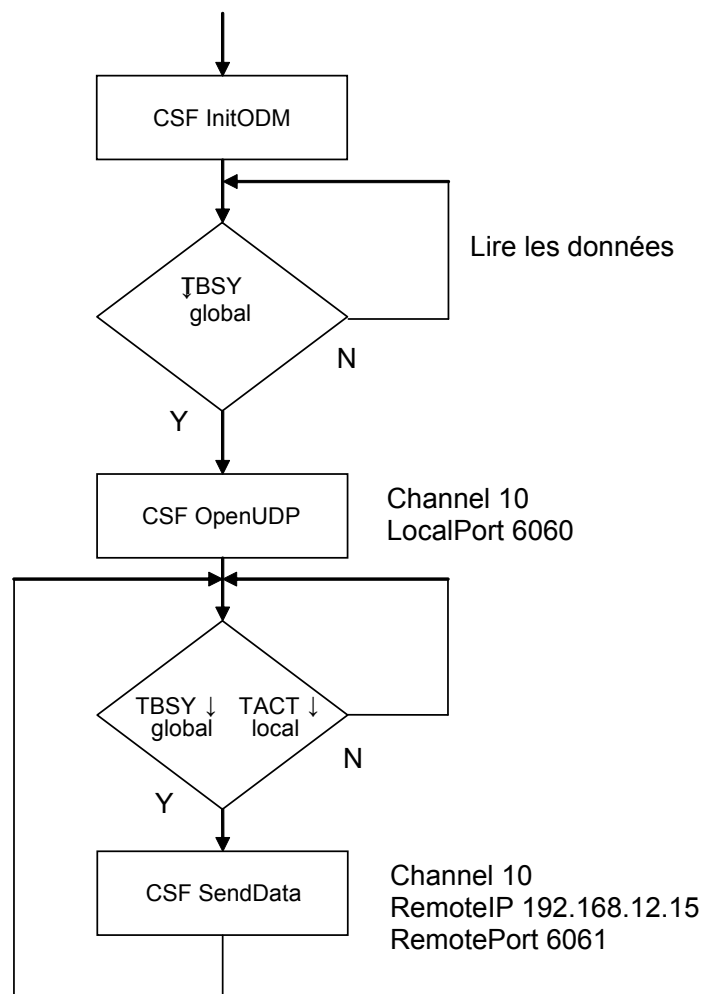 CSF InitODM
Lire les données
↓TBSY
global
N
Y
CSF OpenUDP
Channel 10
LocalPort 6060
TBSY ↓ TACT ↓
global local
N
Y
CSF SendData
Channel 10
RemoteIP 192.168.12.15
RemotePort 6061